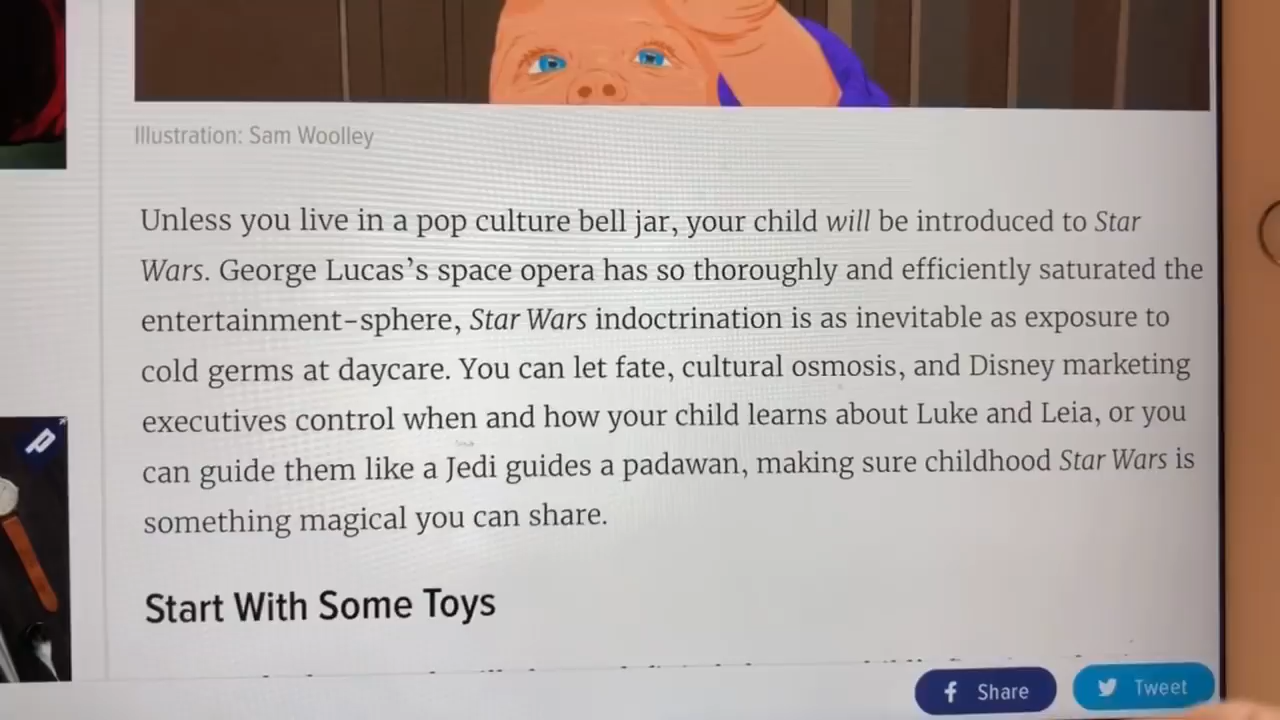 Illustration: Sam Woolley
Unless you live in a pop culture bell jar, your child will be introduced to Star
Wars. George Lucas’s space opera has so thoroughly and efficiently saturated the
entertainment-sphere, Star Wars indoctrination is as inevitable as exposure to
cold germs at daycare. You can let fate, cultural osmosis, and Disney marketing
executives control when and how your child learns about Luke and Leia, or you
can guide them like a Jedi guides a padawan, making sure childhood Star Wars is
something magical you can share.
Start With Some Toys
Share
Tweet